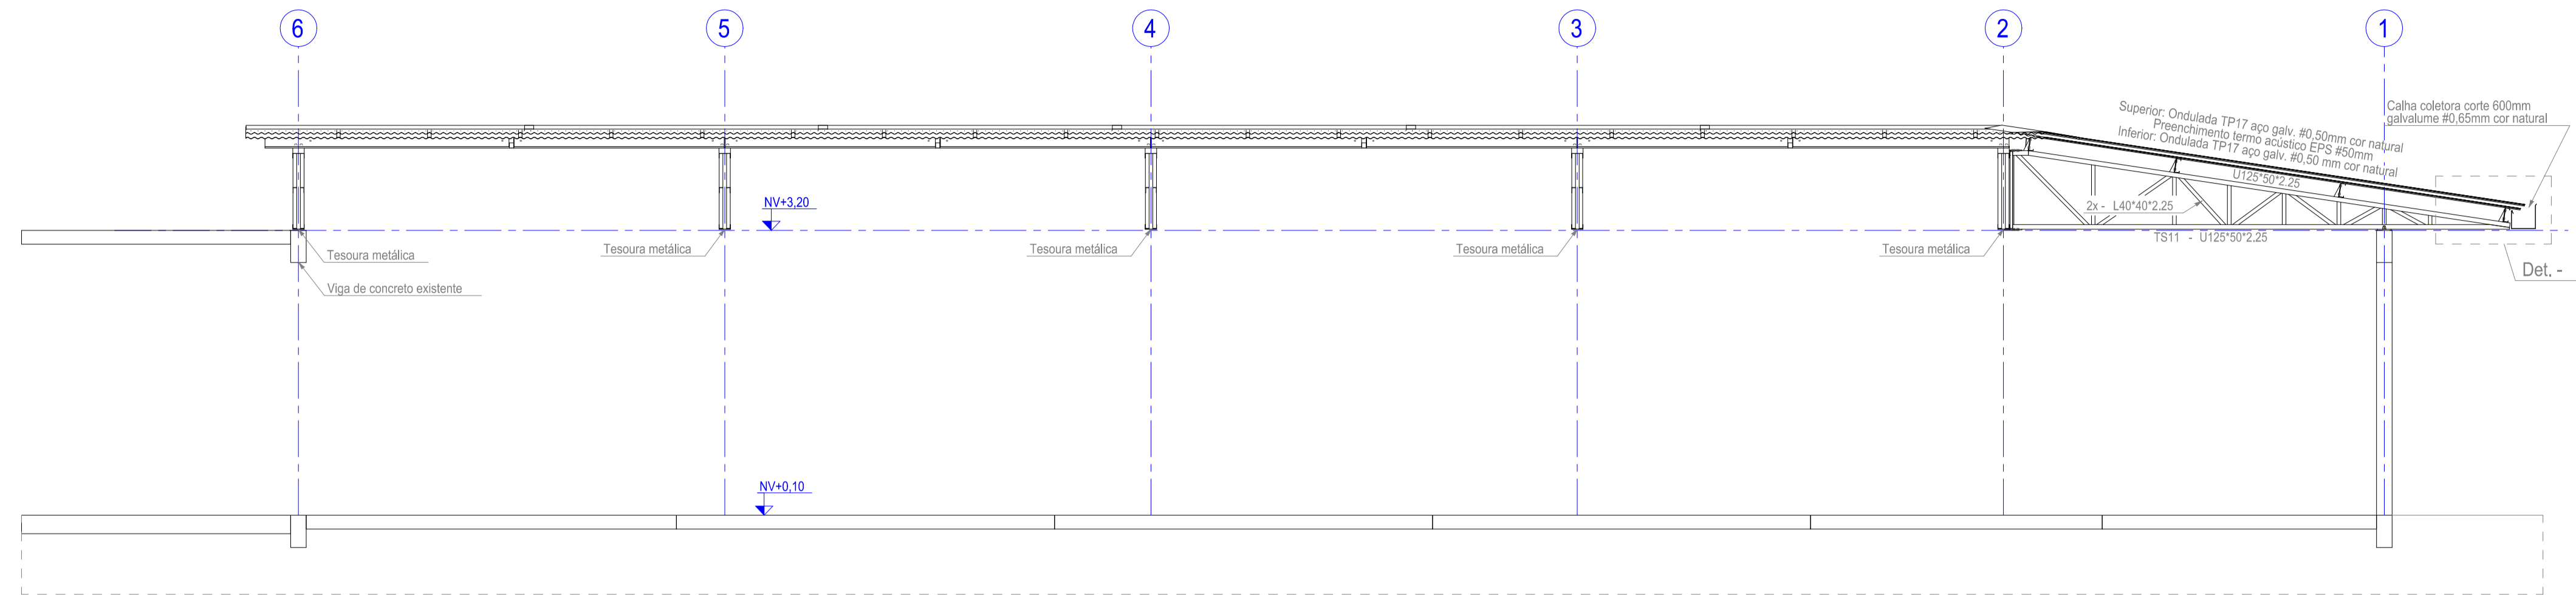 6 5 4 3 2 1
Superior: Ondulada TP17 aço galv. #0,50mm cor natural
Preenchimento termo acústico EPS #50mm
Inferior: Ondulada TP17 aço galv. #0,50 mm cor natural
Calha coletora corte 600mm
galvalume #0,65mm cor natural
U125*50*2.25
NV+3,20
2x - L40*40*2.25
TS11 - U125*50*2.25
Tesoura metálica
Tesoura metálica
Tesoura metálica
Tesoura metálica
Tesoura metálica
Det. -
Viga de concreto existente
NV+0,10